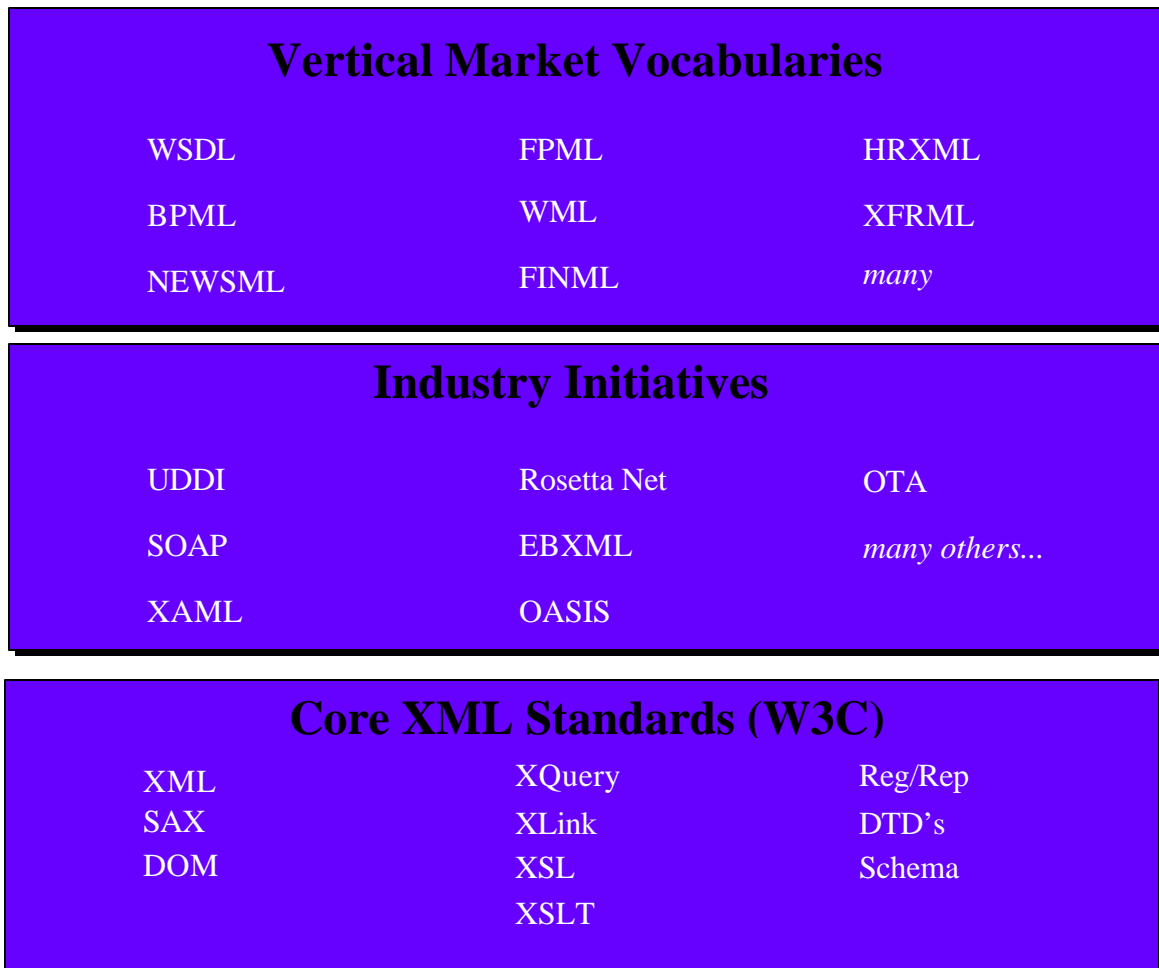 Vertical Market Vocabularies
WSDL FPML HRXML
BPML WML XFRML
NEWSML FINML many
Industry Initiatives
UDDI Rosetta Net OTA
SOAP EBXML many others...
XAML OASIS
Core XML Standards (W3C)
XML XQuery Reg/Rep
SAX XLink DTD's
DOM XSL Schema
XSLT